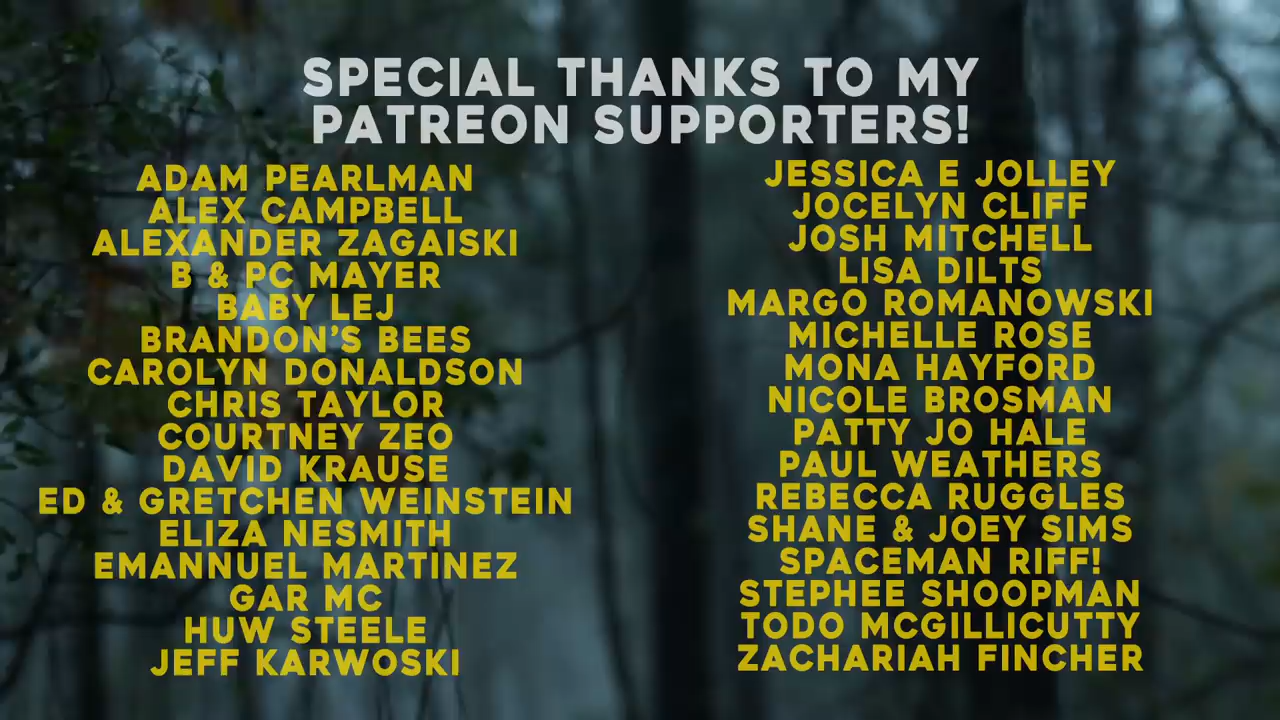 SPECIAL THANKS TO MY
PATREON SUPPORTERS!
ADAM PEARLMAN
ALEX CAMPBELL
ALEXANDER ZAGAISKI
B & PC MAYER
BABY LEJ
BRANDON'S BEES
CAROLYN DONALDSON
CHRIS TAYLOR
COURTNEY ZEO
DAVID KRAUSE
ED & GRETCHEN WEINSTEIN
ELIZA NESMITH
EMANNUEL MARTINEZ
GAR MC
HUW STEELE
JEFF KARWOSKI
JESSICA E JOLLEY
JOCELYN CLIFF
JOSH MITCHELL
LISA DILTS
MARGO ROMANOWSKI
MICHELLE ROSE
MONA HAYFORD
NICOLE BROSMAN
PATTY JO HALE
PAUL WEATHERS
REBECCA RUGGLES
SHANE & JOEY SIMS
SPACEMAN RIFF!
STEPHEE SHOOPMAN
TODO MCGILLICUTTY
ZACHARIAH FINCHER